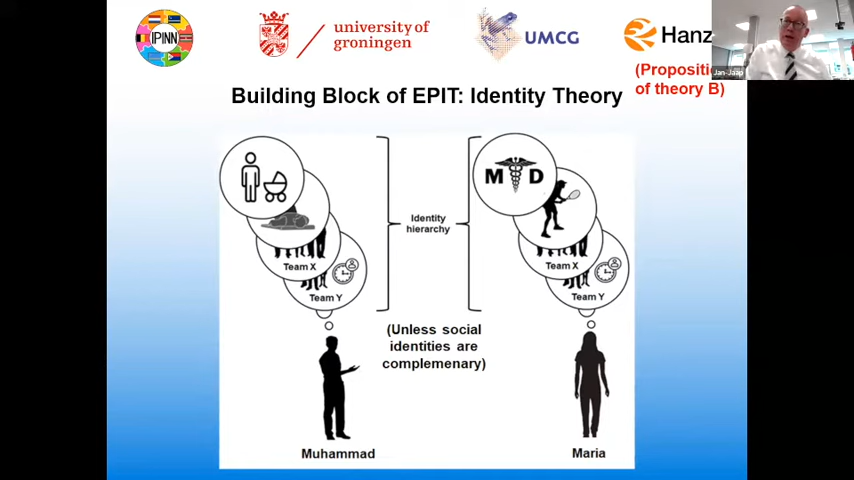 IPINN
university of
groningen
UMCG
Hanz
Jan-Jaap
(Propositi
of theory B)
Building Block of EPIT: Identity Theory
M D
Identity
hierarchy
Team X
Team Y
Team X
Team Y
(Unless social
identities are
complemenary)
Muhammad
Maria